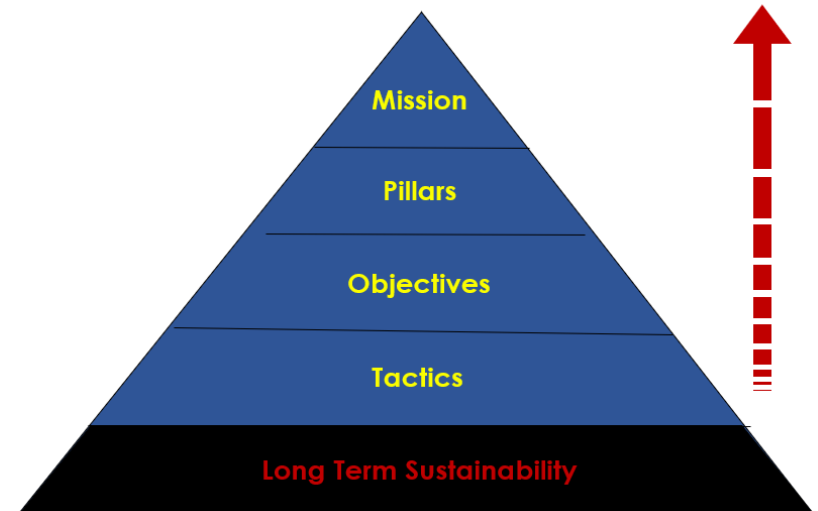 Mission
Pillars
Objectives
Tactics
Long Term Sustainability